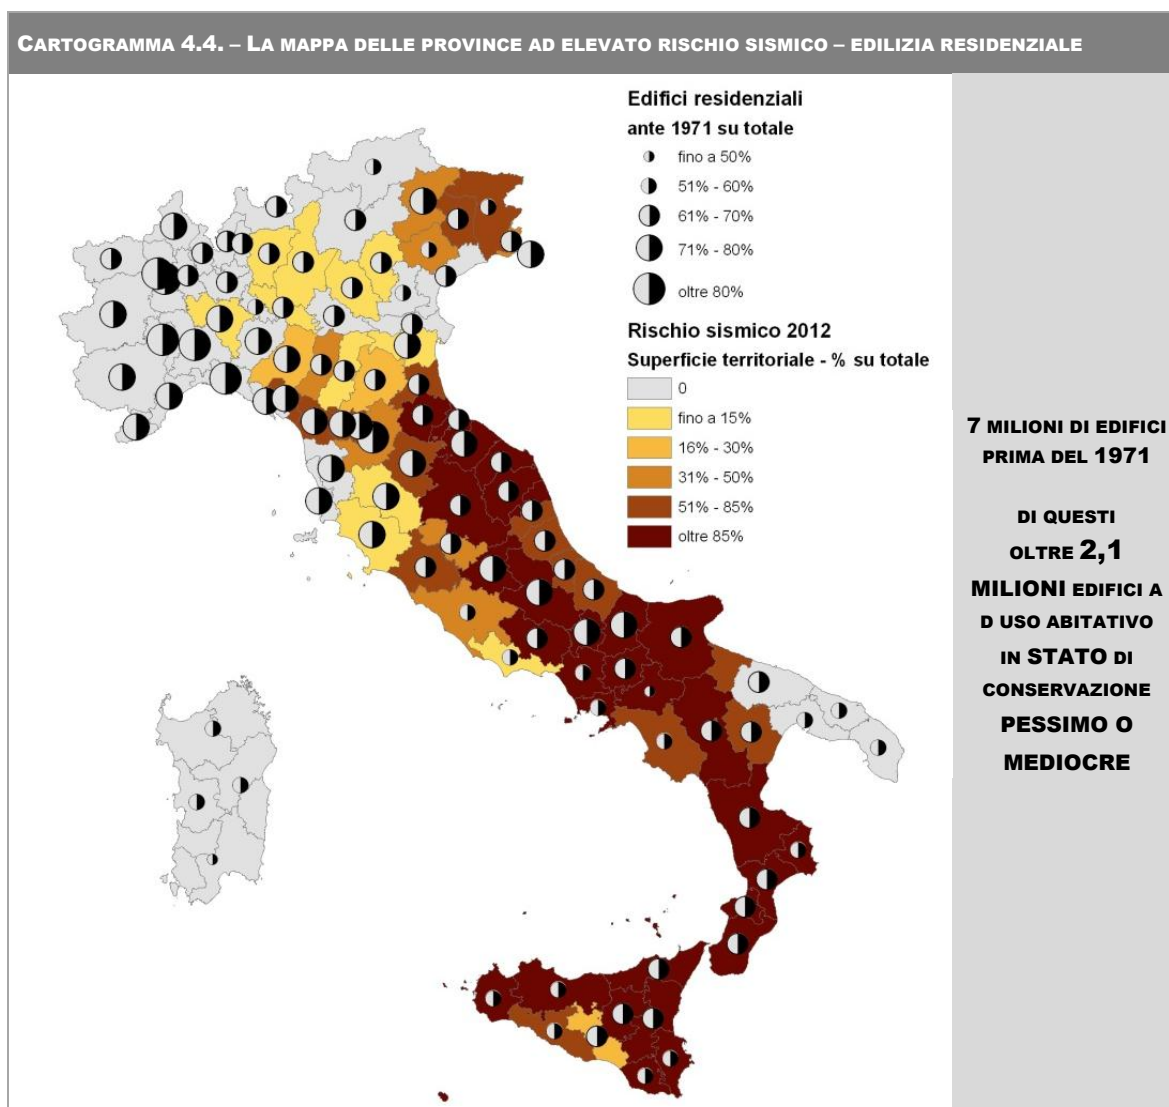 CARTOGRAMMA 4.4. – LA MAPPA DELLE PROVINCE AD ELEVATO RISCHIO SISMICO – EDILIZIA RESIDENZIALE
Edifici residenziali
ante 1971 su totale
fino a 50%
51% - 60%
61% - 70%
71% - 80%
oltre 80%
Rischio sismico 2012
Superficie territoriale - % su totale
0
fino a 15%
16% - 30%
31% - 50%
51% - 85%
oltre 85%
7 MILIONI DI EDIFICI
PRIMA DEL 1971
DI QUESTI
OLTRE 2,1
MILIONI EDIFICI A
D USO ABITATIVO
IN STATO DI
CONSERVAZIONE
PESSIMO O
MEDIOCRE